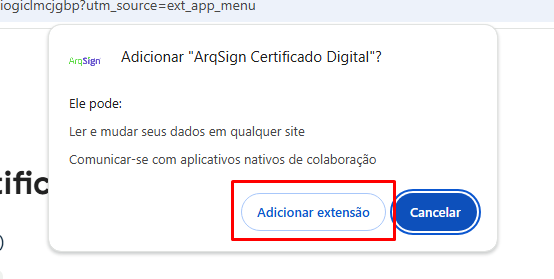 iogiclmcjgbp?utm_source=ext_app_menu
ArqSign
Adicionar "ArqSign Certificado Digital"?
Ele pode:
Ler e mudar seus dados em qualquer site
Comunicar-se com aplicativos nativos de colaboração
tific
Adicionar extensão
Cancelar
)